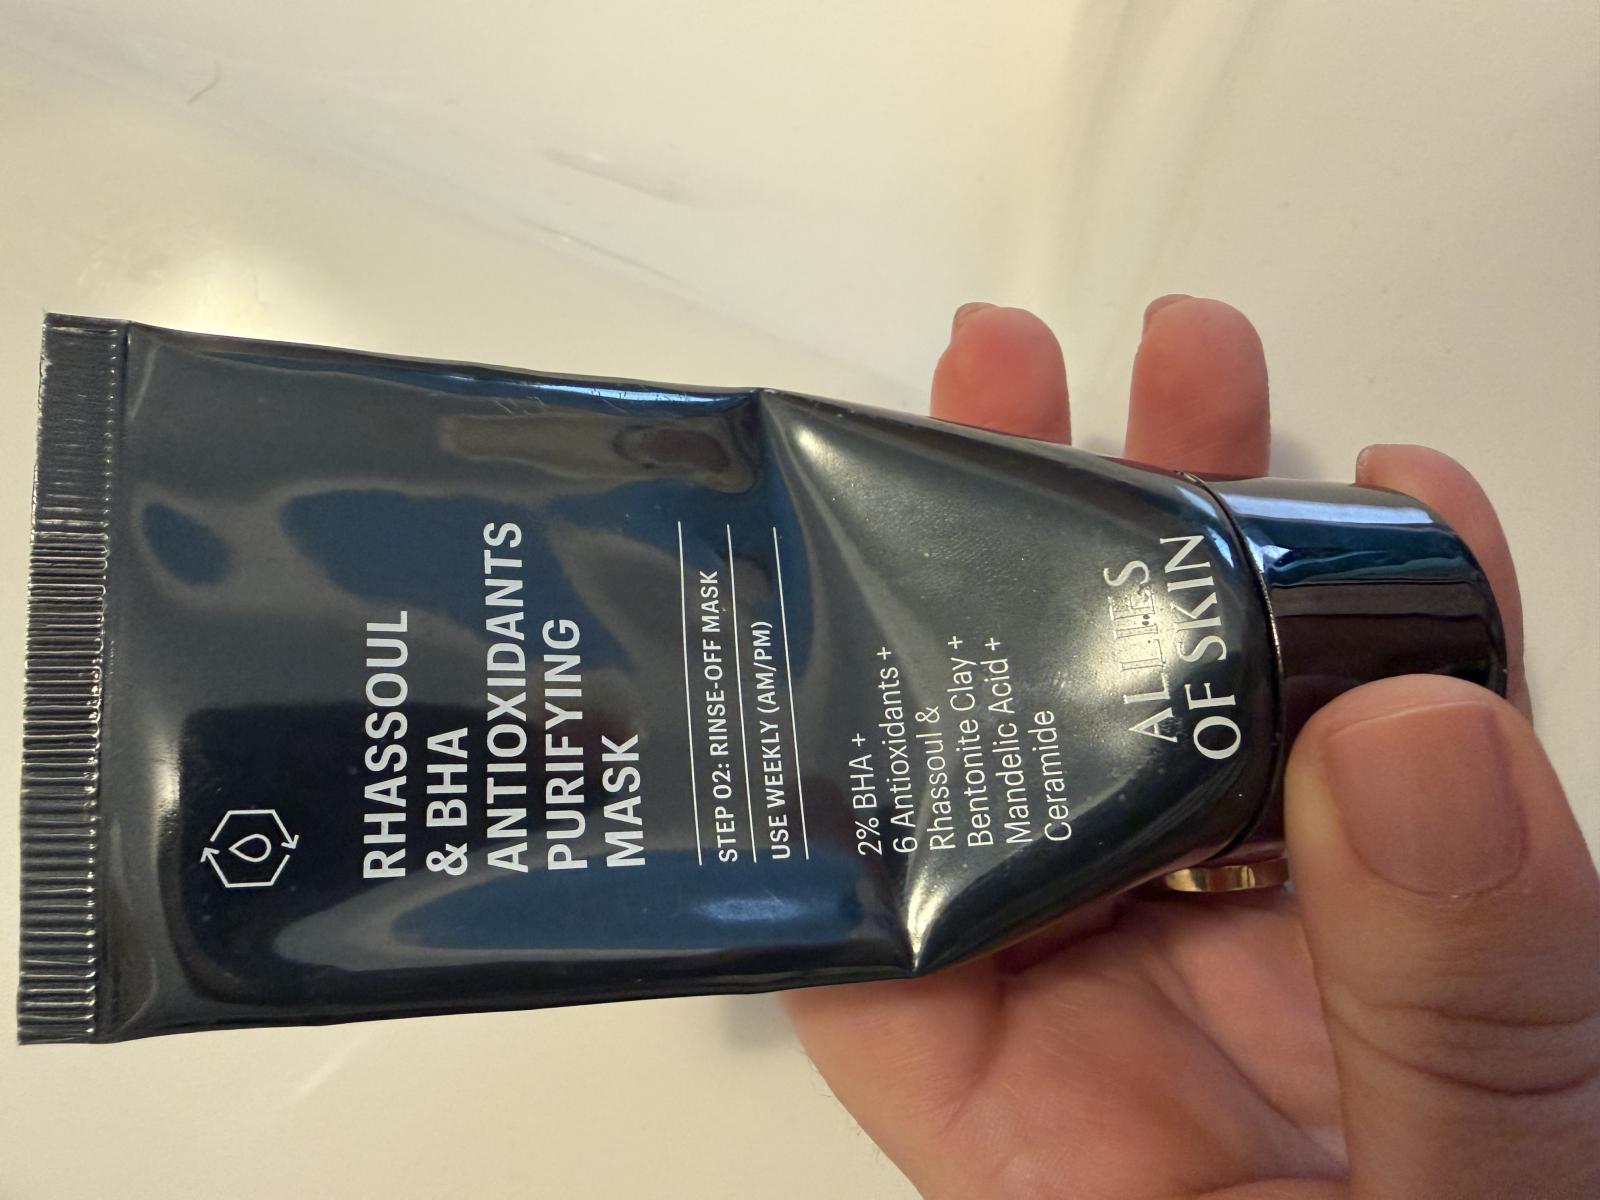 RHASSOUL
& BHA
ANTIOXIDANTS
PURIFYING
MASK
STEP 02: RINSE-OFF MASK
USE WEEKLY (AM/PM)
2% BHA +
6 Antioxidants +
Rhassoul &
Bentonite Clay +
Mandelic Acid +
Ceramide
ALLIES
OF SKIN